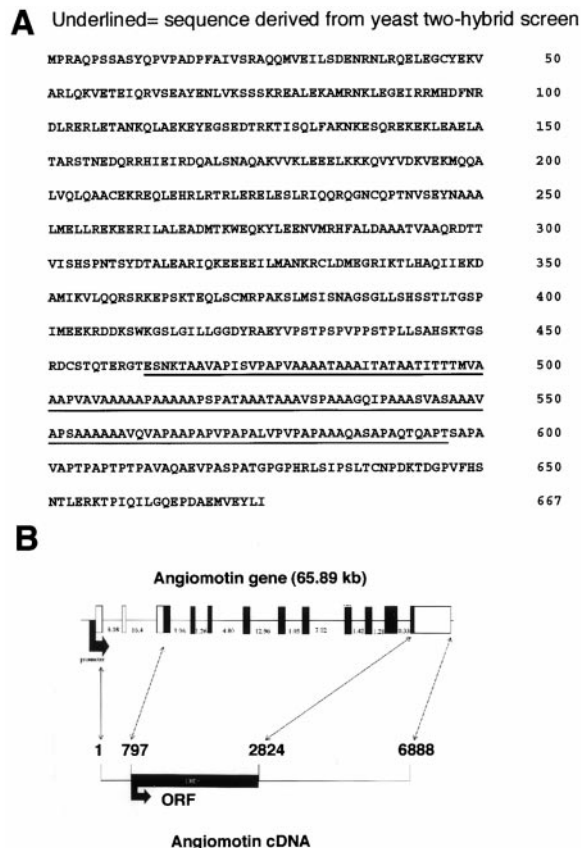 A Underlined= sequence derived from yeast two-hybrid screen
MPRAQPSSASYQPVPADPFAIVSRAQQMVEILSDENRNLRQELEGCYEKV 50
ARLQKVETEIQRVSEAYENLVKSSSKREALEKAMRNKLEGEIRRMHDFNR 100
DLRERLETANKQLAEKEYEGSEDTRKTISQLFAKNKESQREKEKLEAELA 150
TARSTNEDQRRHIEIRDQALSNAQAKVVKLEEELKKKQVYVDKVEKMQQA 200
LVQLQAACEKREQLEHRLRTRLERELESLRIQQRQGNCQPTNVSEYNAAA 250
LMELLREKEERILALEADMTKWEQKYLEENVMRHFALDAAATVAAQRDTT 300
VISHSPNTSYDTALEARIQKEEEEILMANKRCLDMEGRIKTLHAQIIEKD 350
AMIKVLQQRSRKEPSKTEQLSCMRPAKSLMSISNAGSGLLSHSSTLTGSP 400
IMEEKRDDKSWKGSLGILLGGDYRAEYVPSTPSPVPPSTPLLSAHSKTGS 450
RDCSTQTERGTESNKTAAVAPISVPAPVAAAATAAAITATAATITTTMVA 500
AAPVAVAAAAAPAAAAAPSPATAAATAAAVSPAAAGQIPAAASVASAAAV 550
APSAAAAAAVQVAPAAPAPVPAPALVPVPAPAAAQASAPAQTQAPTSAPA 600
VAPTPAPTPTPAVAQAEVPASPATGPGPHRLSIPSLTCNPDKTDGPVFHS 650
NTLERKTPIQILGQEPDAEMVEYLI 667
B
Angiomotin gene (65.89 kb)
promoter
1 797 2824 6888
ORF
Angiomotin cDNA